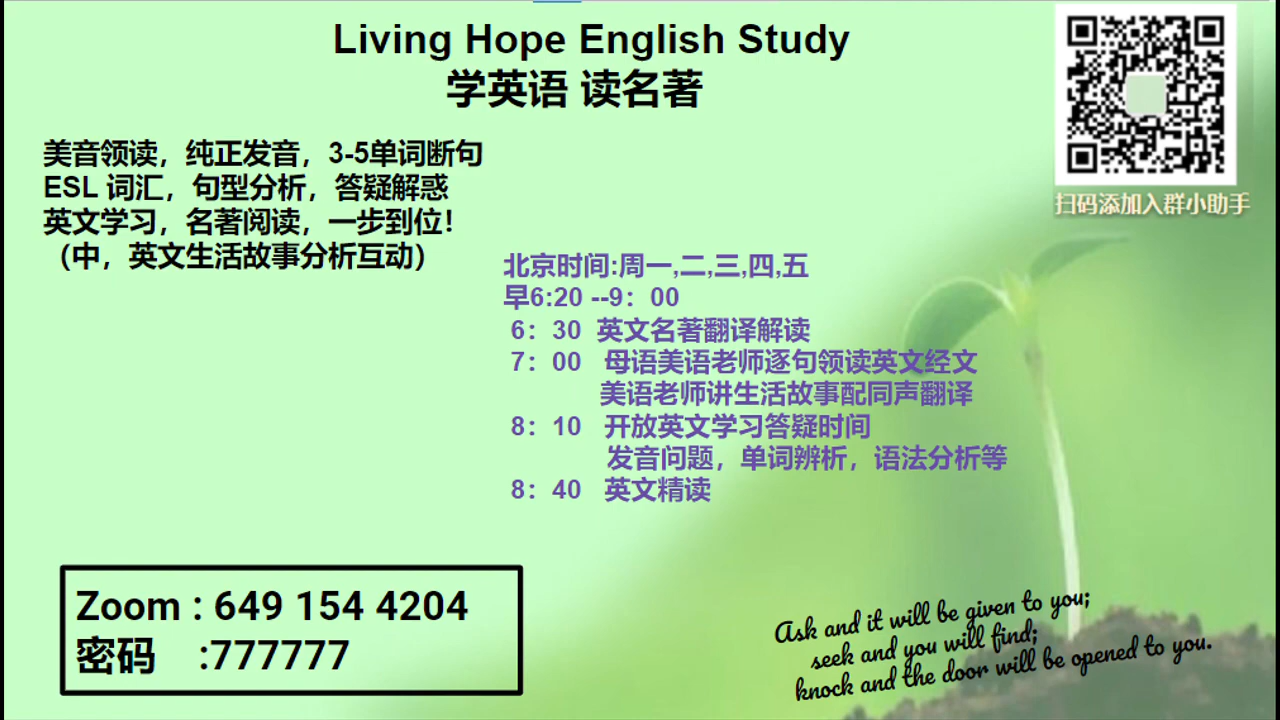 Living Hope English Study
学英语 读名著
美音领读，纯正发音，3-5单词断句
ESL 词汇，句型分析，答疑解惑
英文学习，名著阅读，一步到位！
（中，英文生活故事分析互动）
扫码添加入群小助手
北京时间:周一,二,三,四,五
早6:20 --9：00
6：30 英文名著翻译解读
7：00 母语美语老师逐句领读英文经文
美语老师讲生活故事配同声翻译
8：10 开放英文学习答疑时间
发音问题，单词辨析，语法分析等
8：40 英文精读
Zoom : 649 154 4204
密码 :777777
Ask and it will be given to you;
seek and you will find;
knock and the door will be opened to you.